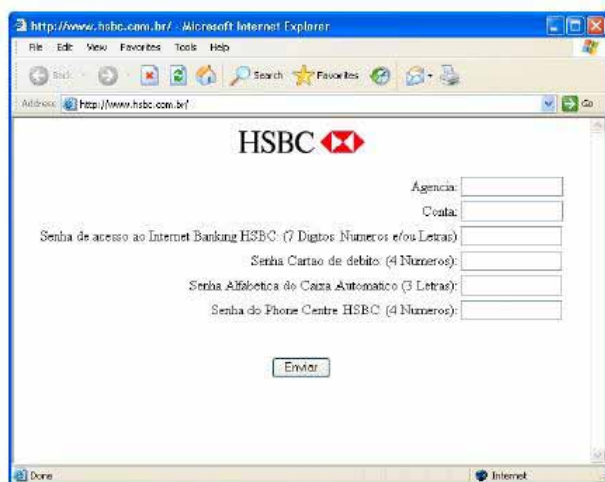 http://www.hsbc.com.br/ - Microsoft Internet Explorer
File Edit View Favorites Tools Help
Back Search Favorites
Address http://www.hsbc.com.br/ Go
HSBC
Agencia:
Conta:
Senha de acesso ao Internet Banking HSBC: (7 Digitos Numeros e/ou Letras)
Senha Cartao de debito: (4 Numeros):
Senha Alfabetica do Caixa Automatico (3 Letras):
Senha do Phone Centre HSBC: (4 Numeros):
Enviar
Done Internet